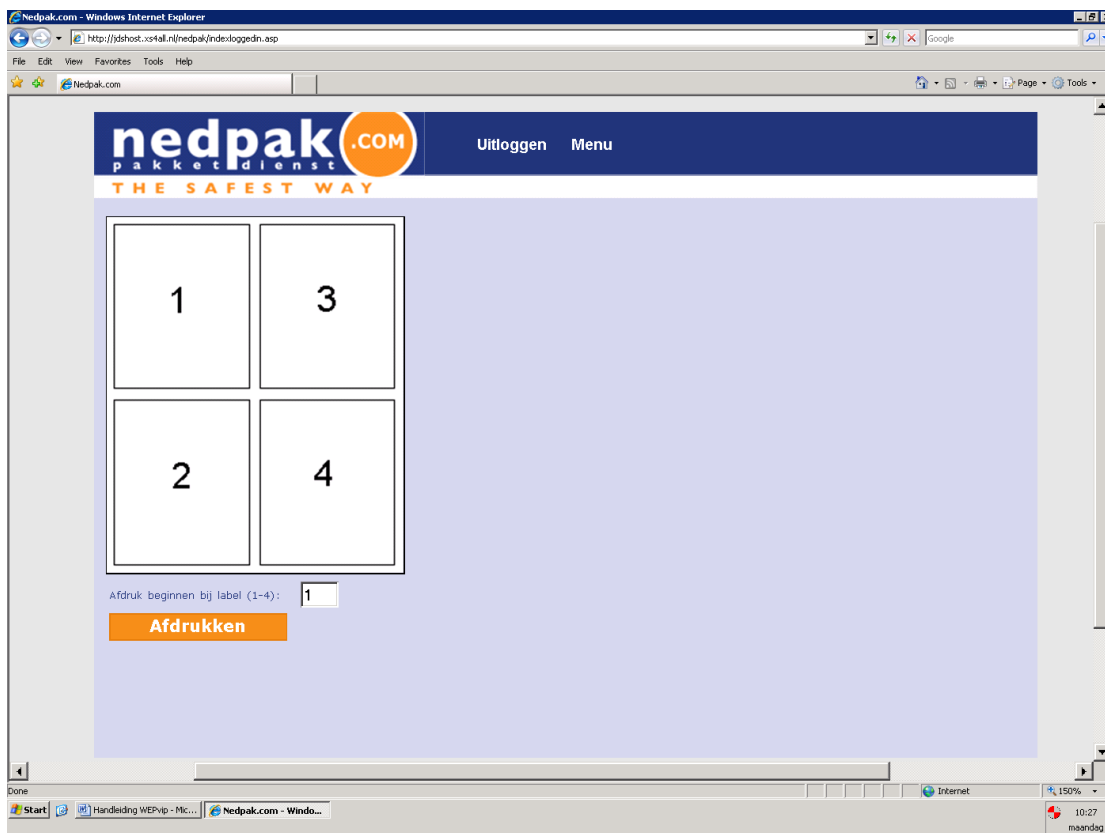 Nedpak.com - Windows Internet Explorer
http://jdshost.xs4all.nl/nedpak/indexloggedin.asp
Google
File Edit View Favorites Tools Help
Nedpak.com
Page Tools
nedpak .COM
pakketdienst
THE SAFEST WAY
Uitloggen Menu
1 3
2 4
Afdruk beginnen bij label (1-4): 1
Afdrukken
Done
Internet
150%
Start
Handleiding WEPvip - Mic...
Nedpak.com - Windo...
10:27
maandag